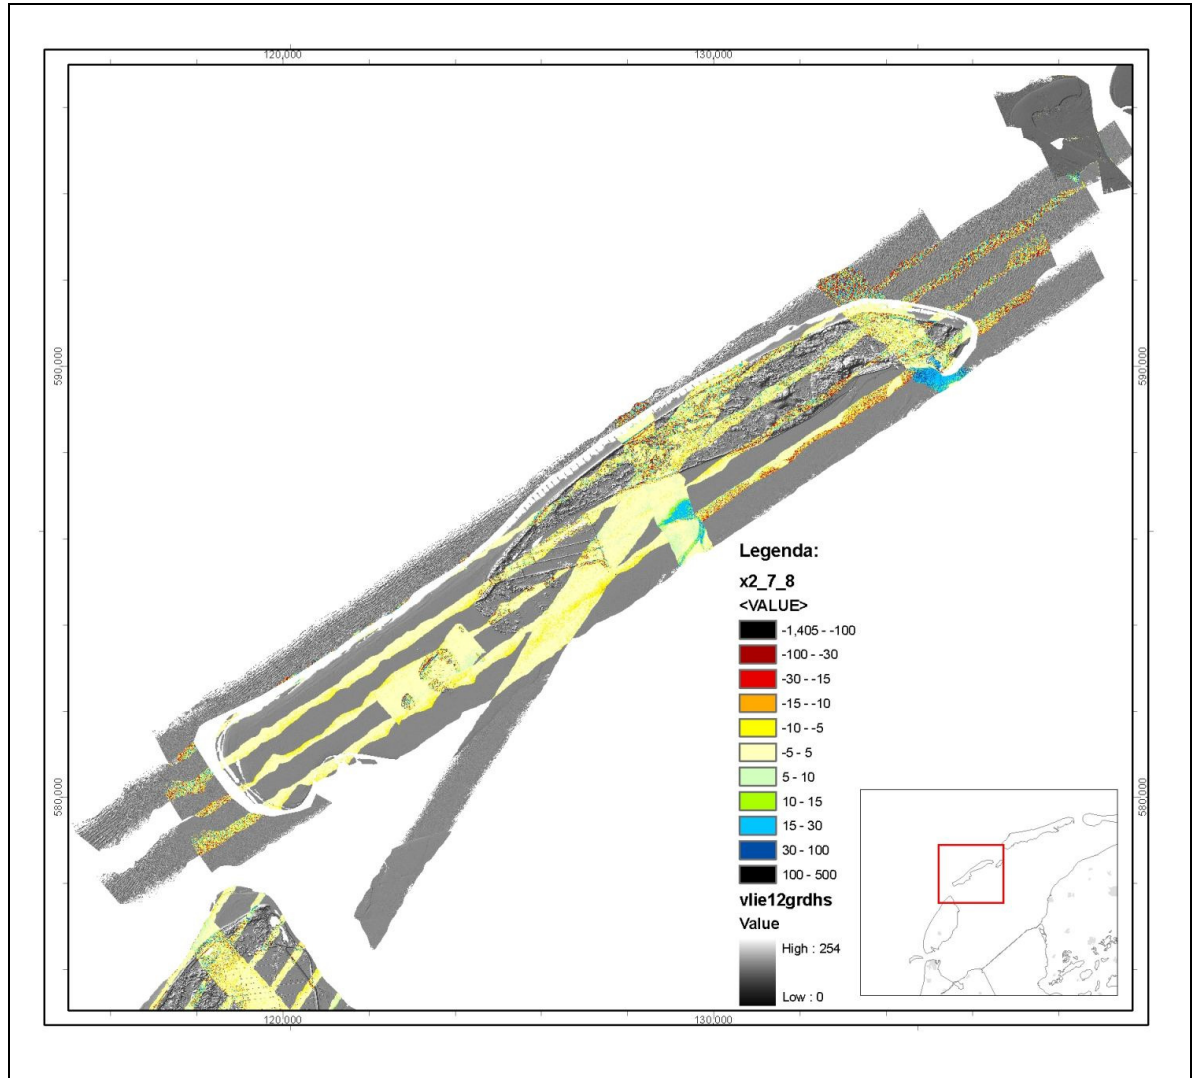 120,000
130,000
590,000
590,000
Legenda:
x2_7_8
<VALUE>
-1,405 - -100
-100 - -30
-30 - -15
-15 - -10
-10 - -5
-5 - 5
5 - 10
10 - 15
15 - 30
30 - 100
100 - 500
vlie12grdhs
Value
High : 254
Low : 0
580,000
580,000
120,000
130,000